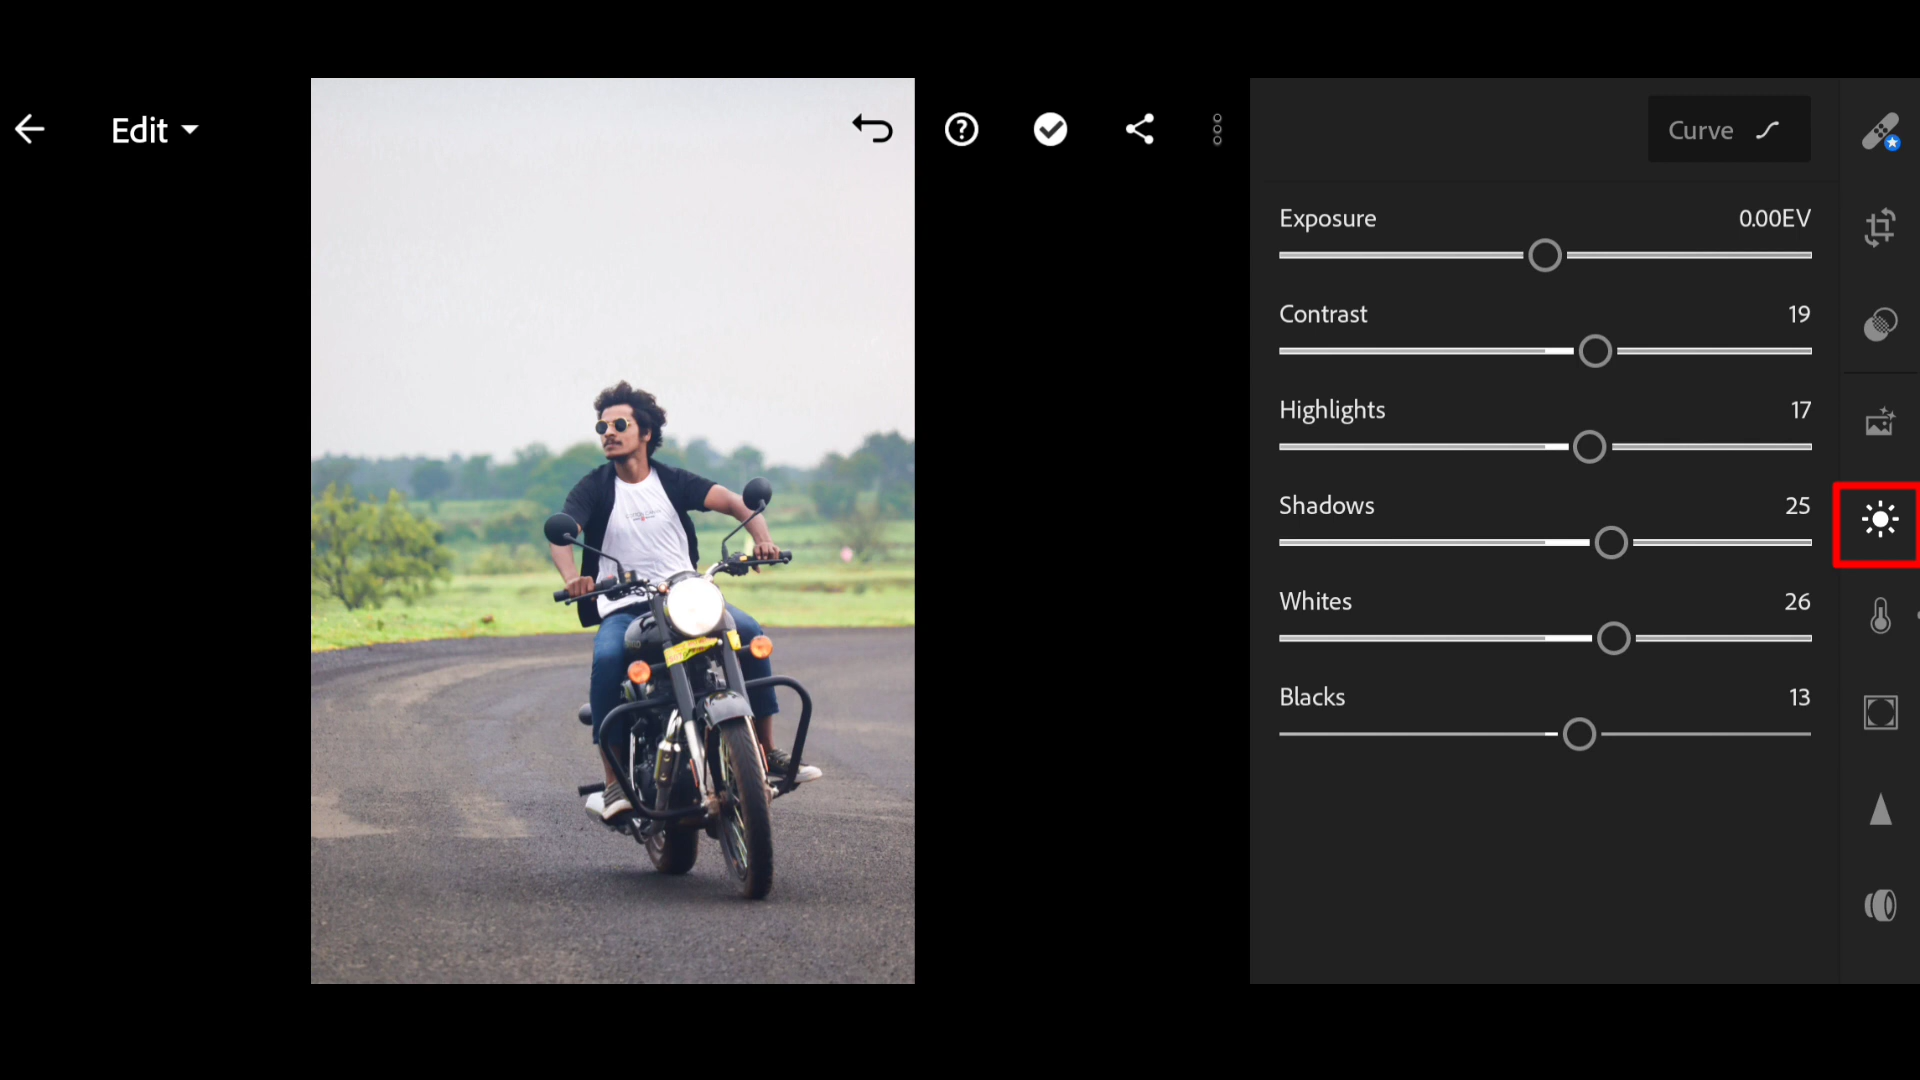 Edit
Curve
Exposure 0.00EV
Contrast 19
Highlights 17
Shadows 25
Whites 26
Blacks 13